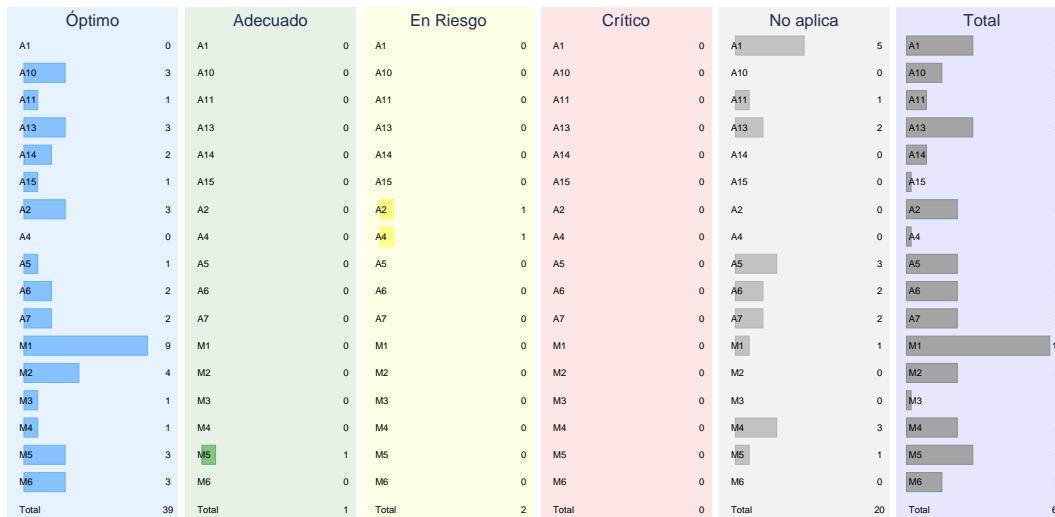 Óptimo Adecuado En Riesgo Crítico No aplica Total
A1 0 A1 0 A1 0 A1 0 A1 5 A1
A10 3 A10 0 A10 0 A10 0 A10 0 A10
A11 1 A11 0 A11 0 A11 0 A11 1 A11
A13 3 A13 0 A13 0 A13 0 A13 2 A13
A14 2 A14 0 A14 0 A14 0 A14 0 A14
A15 1 A15 0 A15 0 A15 0 A15 0 A15
A2 3 A2 0 A2 1 A2 0 A2 0 A2
A4 0 A4 0 A4 1 A4 0 A4 0 A4
A5 1 A5 0 A5 0 A5 0 A5 3 A5
A6 2 A6 0 A6 0 A6 0 A6 2 A6
A7 2 A7 0 A7 0 A7 0 A7 2 A7
M1 9 M1 0 M1 0 M1 0 M1 1 M1 1
M2 4 M2 0 M2 0 M2 0 M2 0 M2
M3 1 M3 0 M3 0 M3 0 M3 0 M3
M4 1 M4 0 M4 0 M4 0 M4 3 M4
M5 3 M5 1 M5 0 M5 0 M5 1 M5
M6 3 M6 0 M6 0 M6 0 M6 0 M6
Total 39 Total 1 Total 2 Total 0 Total 20 Total 6